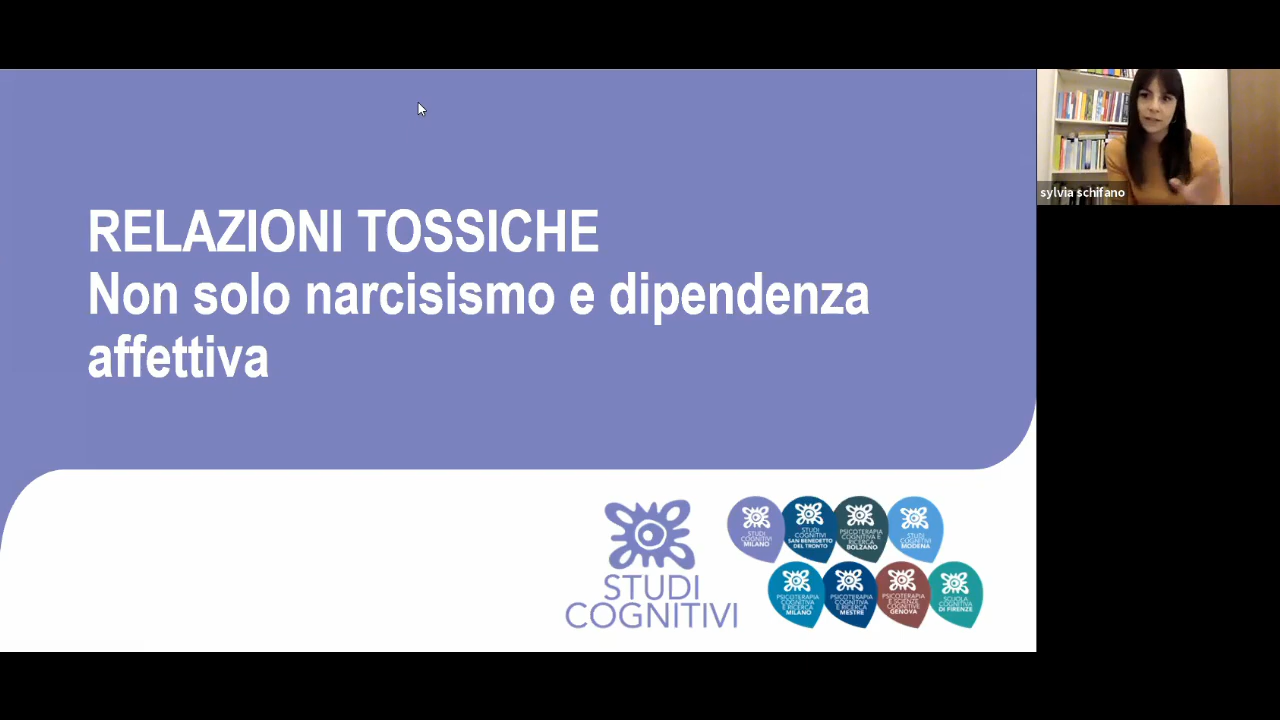 RELAZIONI TOSSICHE
Non solo narcisismo e dipendenza
affettiva
sylvia schifano
STUDI
COGNITIVI
STUDI
COGNITIVI
MILANO
STUDI
COGNITIVI
SAN BENEDETTO
DEL TRONTO
PSICOTERAPIA
COGNITIVA E
RICERCA
BOLZANO
STUDI
COGNITIVI
MODENA
PSICOTERAPIA
COGNITIVA
E RICERCA
MILANO
PSICOTERAPIA
COGNITIVA
E RICERCA
MESTRE
PSICOTERAPIA
E SCIENZE
COGNITIVE
GENOVA
SCUOLA
COGNITIVA
DI FIRENZE